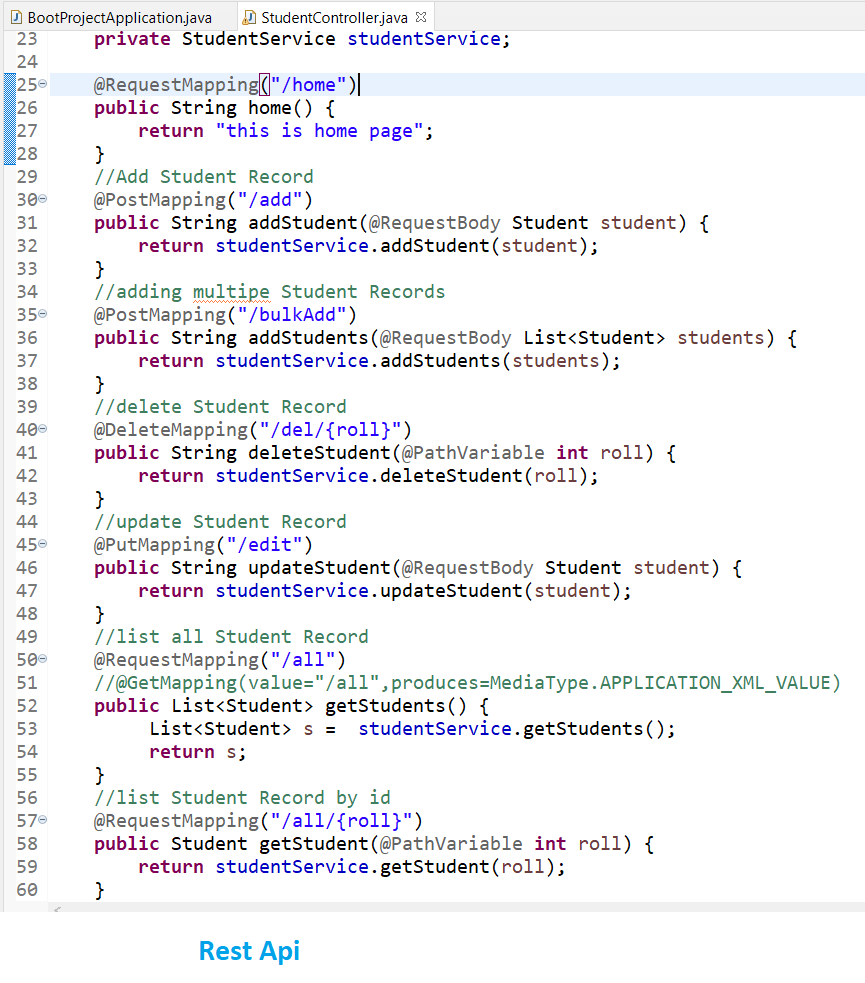 BootProjectApplication.java StudentController.java
23 private StudentService studentService;
24
25 @RequestMapping("/home")
26 public String home() {
27 return "this is home page";
28 }
29 //Add Student Record
30 @PostMapping("/add")
31 public String addStudent(@RequestBody Student student) {
32 return studentService.addStudent(student);
33 }
34 //adding multipe Student Records
35 @PostMapping("/bulkAdd")
36 public String addStudents(@RequestBody List<Student> students) {
37 return studentService.addStudents(students);
38 }
39 //delete Student Record
40 @DeleteMapping("/del/{roll}")
41 public String deleteStudent(@PathVariable int roll) {
42 return studentService.deleteStudent(roll);
43 }
44 //update Student Record
45 @PutMapping("/edit")
46 public String updateStudent(@RequestBody Student student) {
47 return studentService.updateStudent(student);
48 }
49 //list all Student Record
50 @RequestMapping("/all")
51 //@GetMapping(value="/all",produces=MediaType.APPLICATION_XML_VALUE)
52 public List<Student> getStudents() {
53 List<Student> s =  studentService.getStudents();
54 return s;
55 }
56 //list Student Record by id
57 @RequestMapping("/all/{roll}")
58 public Student getStudent(@PathVariable int roll) {
59 return studentService.getStudent(roll);
60 }
Rest Api